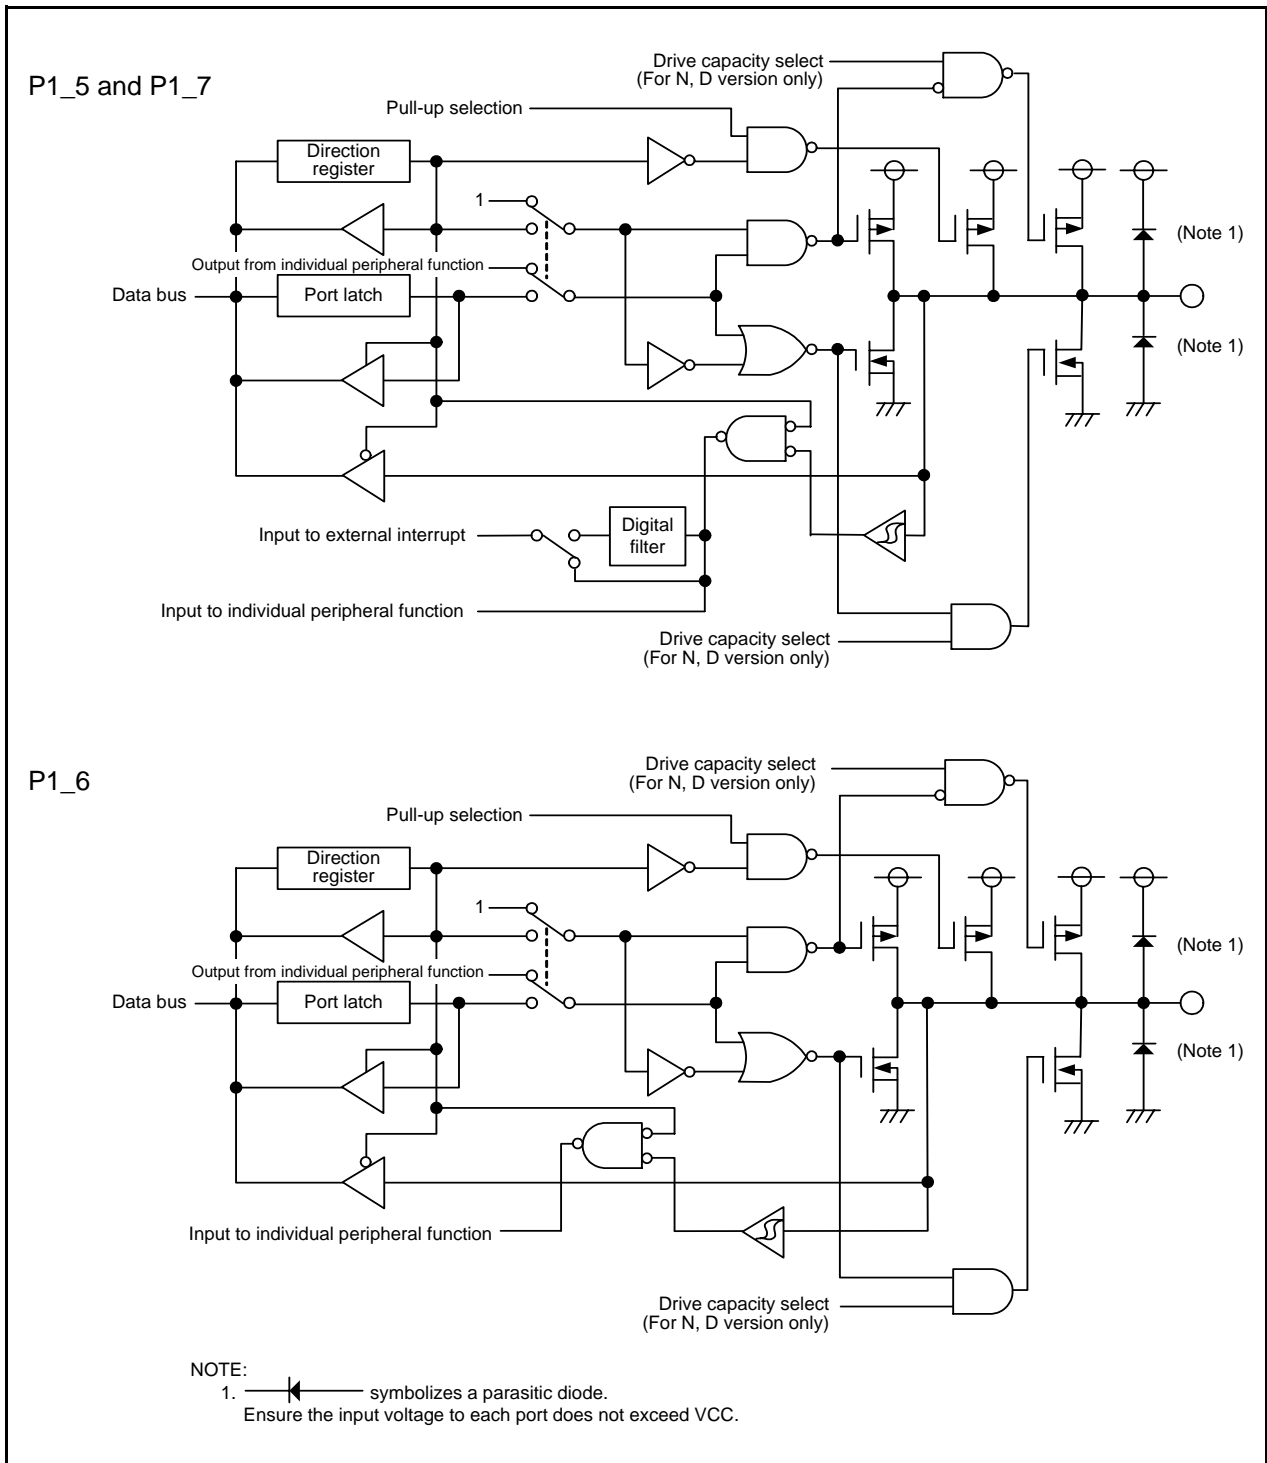 P1_5 and P1_7
Drive capacity select
(For N, D version only)
Pull-up selection
Direction
register
1
(Note 1)
Output from individual peripheral function
Data bus
Port latch
(Note 1)
Input to external interrupt
Digital
filter
Input to individual peripheral function
Drive capacity select
(For N, D version only)
P1_6
Drive capacity select
(For N, D version only)
Pull-up selection
Direction
register
1
(Note 1)
Output from individual peripheral function
Data bus
Port latch
(Note 1)
Input to individual peripheral function
Drive capacity select
(For N, D version only)
NOTE:
1. symbolizes a parasitic diode.
Ensure the input voltage to each port does not exceed VCC.